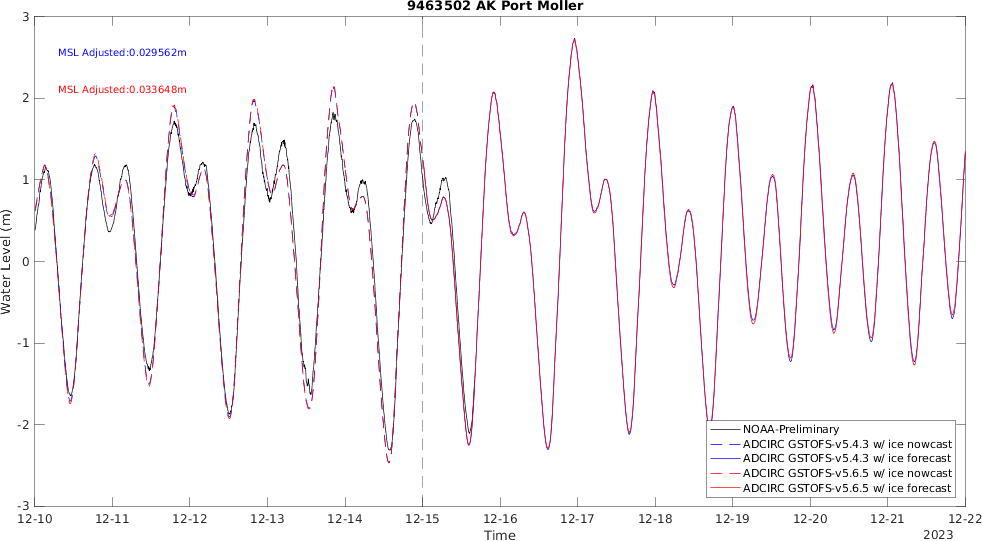 9463502 AK Port Moller
MSL Adjusted:0.029562m
MSL Adjusted:0.033648m
Water Level (m)
3
2
1
0
-1
-2
-3
NOAA-Preliminary
ADCIRC GSTOFS-v5.4.3 w/ ice nowcast
ADCIRC GSTOFS-v5.4.3 w/ ice forecast
ADCIRC GSTOFS-v5.6.5 w/ ice nowcast
ADCIRC GSTOFS-v5.6.5 w/ ice forecast
12-10 12-11 12-12 12-13 12-14 12-15 12-16 12-17 12-18 12-19 12-20 12-21 12-22
Time
2023